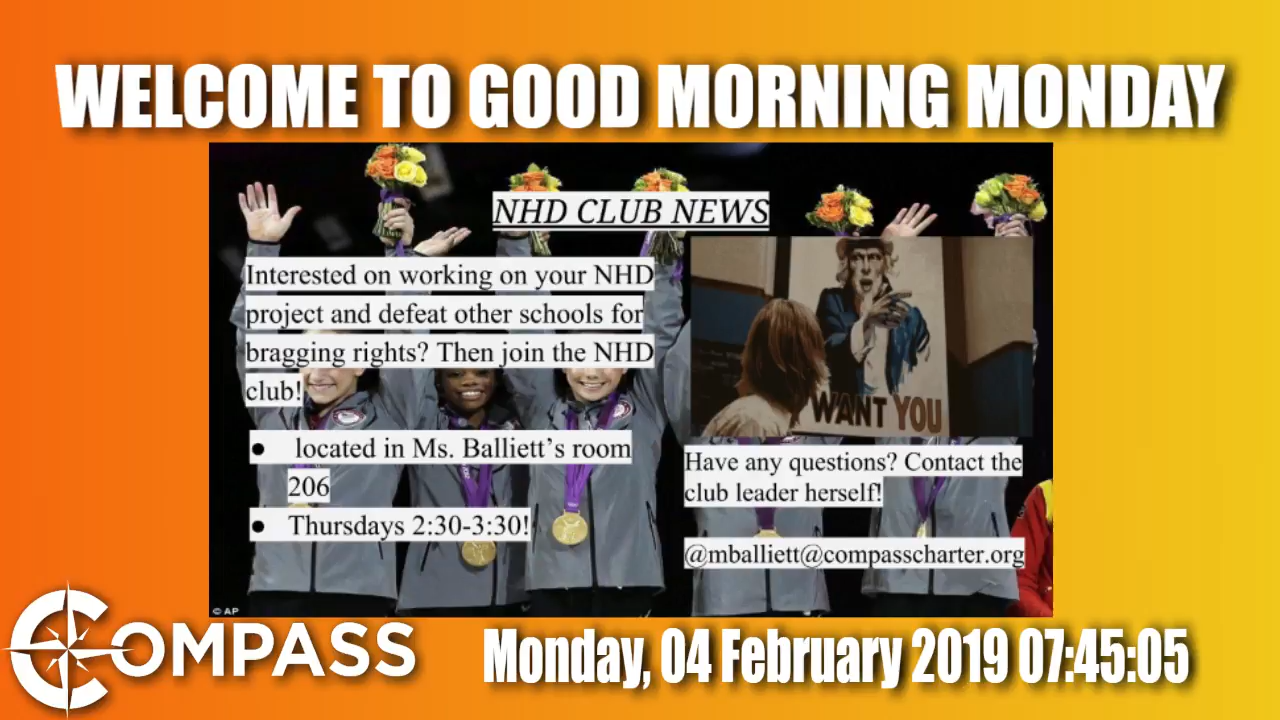 WELCOME TO GOOD MORNING MONDAY
NHD CLUB NEWS
Interested on working on your NHD
project and defeat other schools for
bragging rights? Then join the NHD
club!
● located in Ms. Balliett’s room
206
● Thursdays 2:30-3:30!
WANT YOU
Have any questions? Contact the
club leader herself!
@mballiett@compasscharter.org
© AP
COMPASS
Monday, 04 February 2019 07:45:05